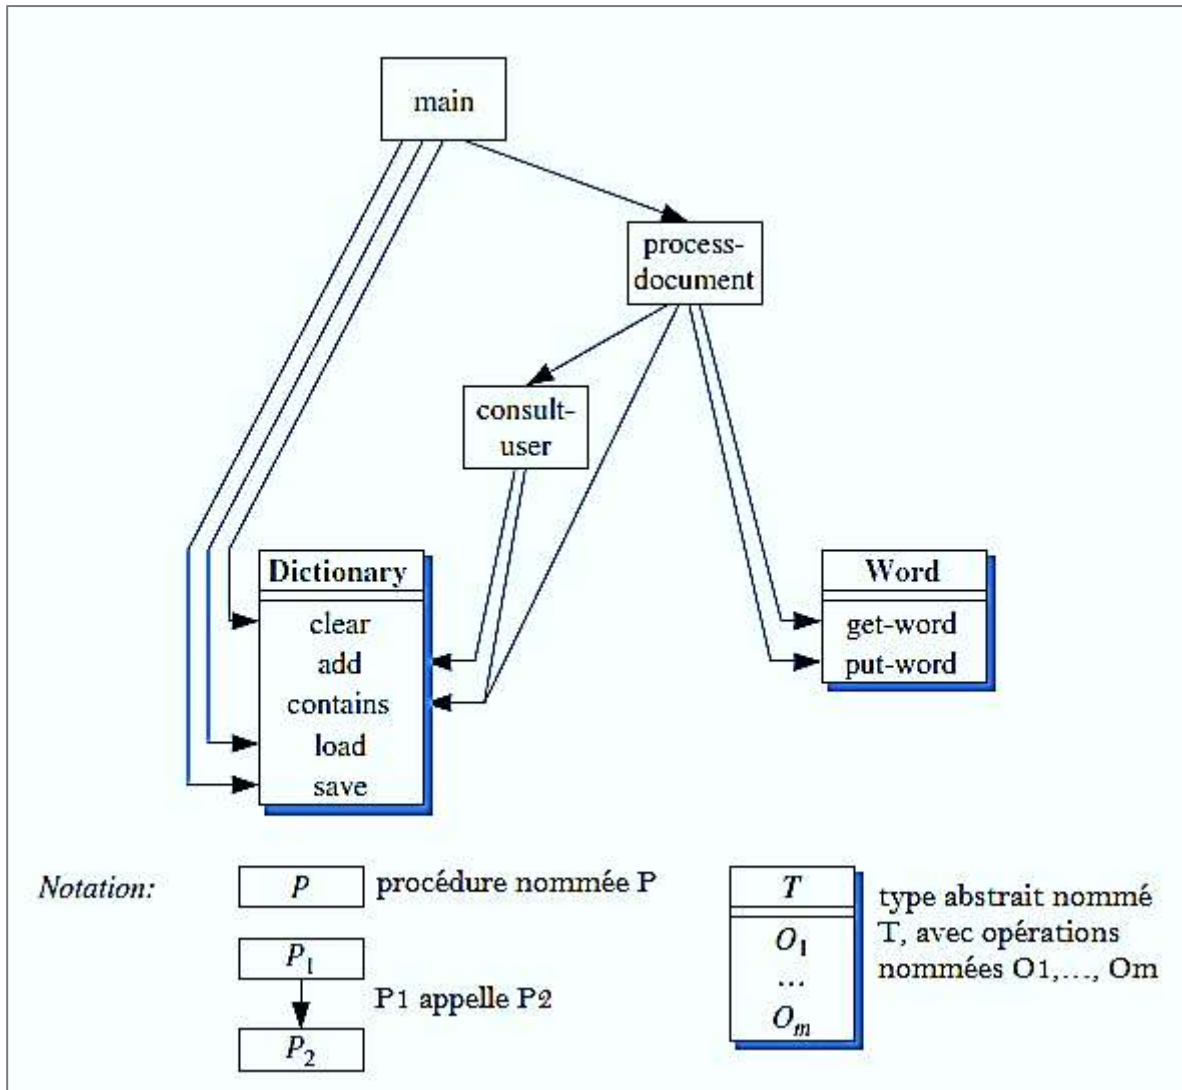 main
process-
document
consult-
user
Dictionary
clear
add
contains
load
save
Word
get-word
put-word
Notation:
P
procédure nommée P
P1
P1 appelle P2
P2
T
O1
...
Om
type abstrait nommé
T, avec opérations
nommées O1,..., Om